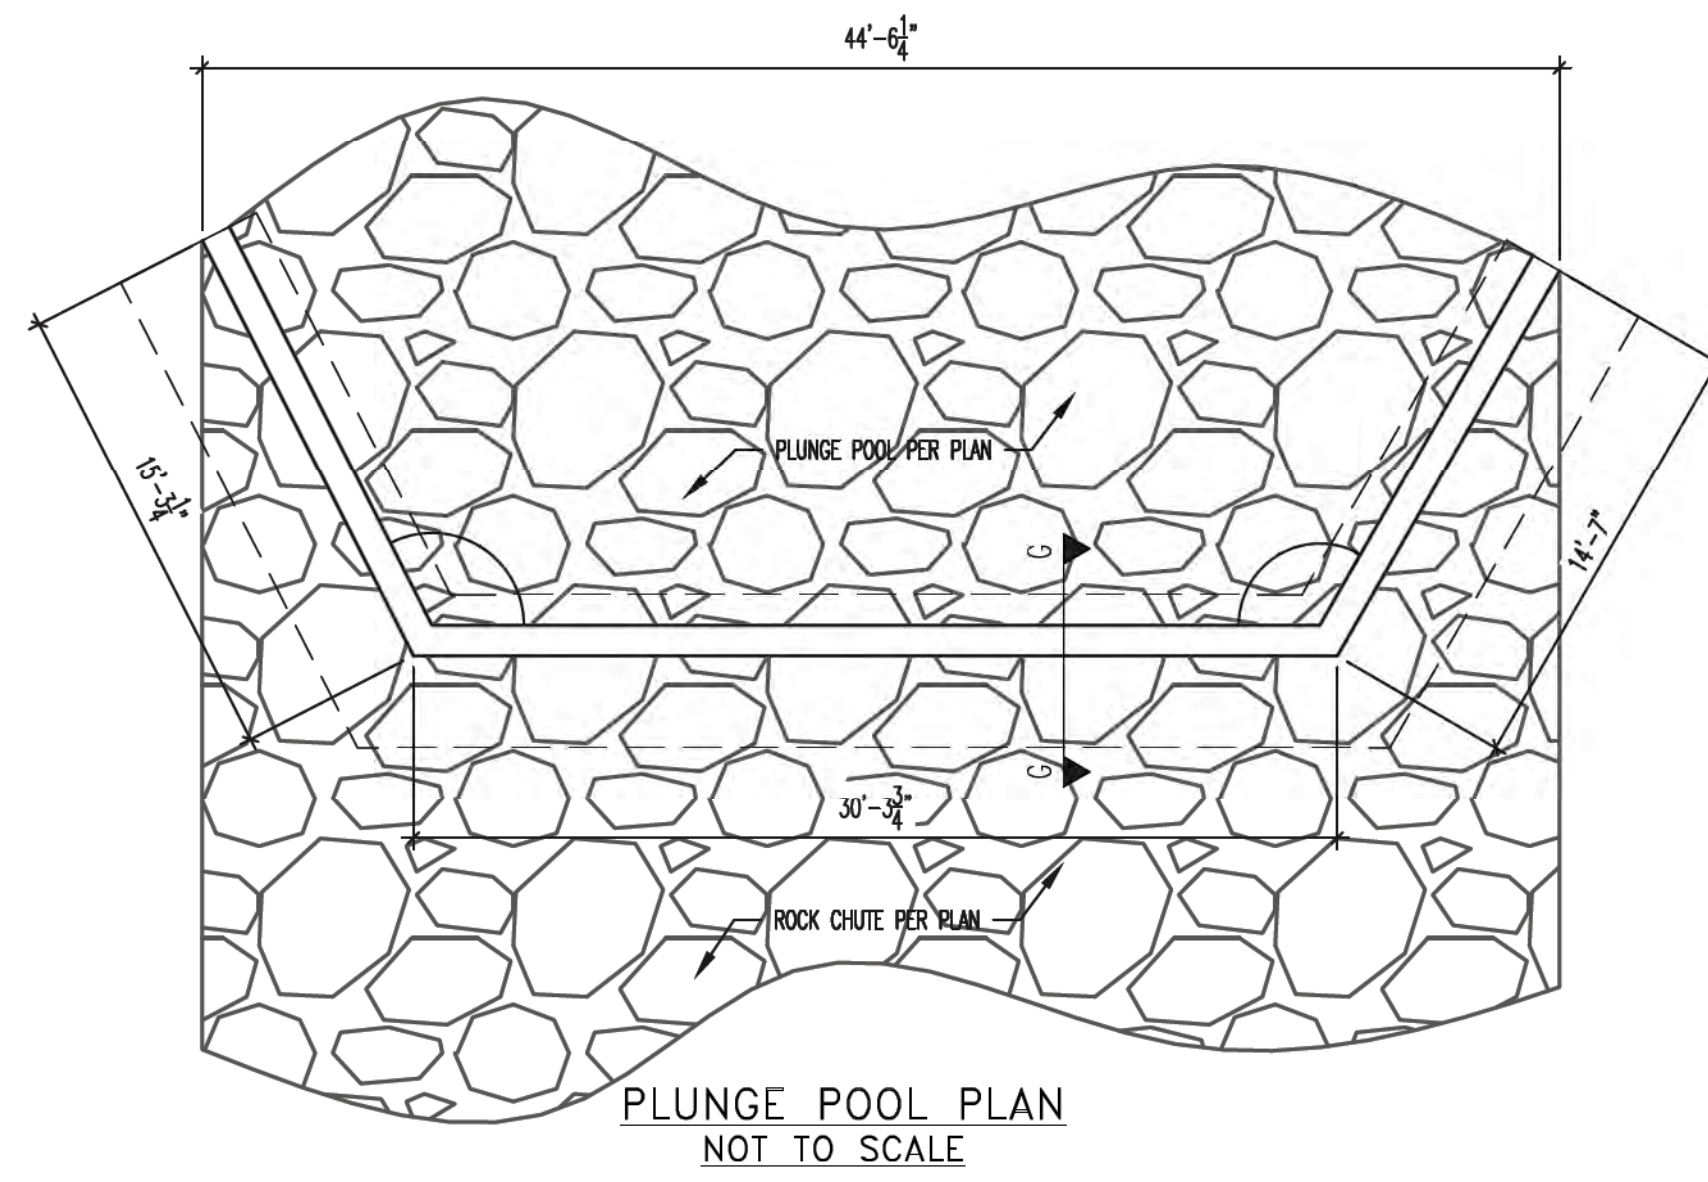 44'-6 1/4"
15'-3 1/4"
PLUNGE POOL PER PLAN
G
14'-7"
G
30'-3 3/4"
ROCK CHUTE PER PLAN
PLUNGE POOL PLAN
NOT TO SCALE